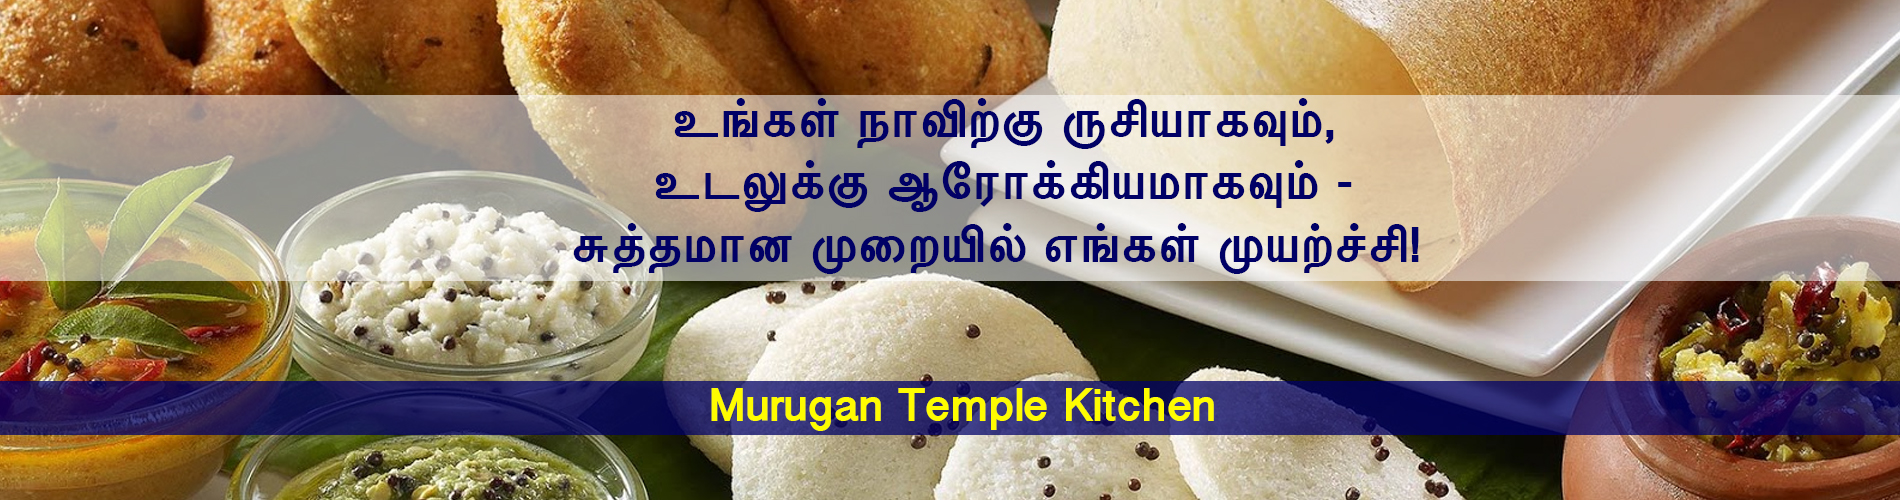 உங்கள் நாவிற்கு ருசியாகவும்,
உடலுக்கு ஆரோக்கியமாகவும் -
சுத்தமான முறையில் எங்கள் முயற்ச்சி!
Murugan Temple Kitchen